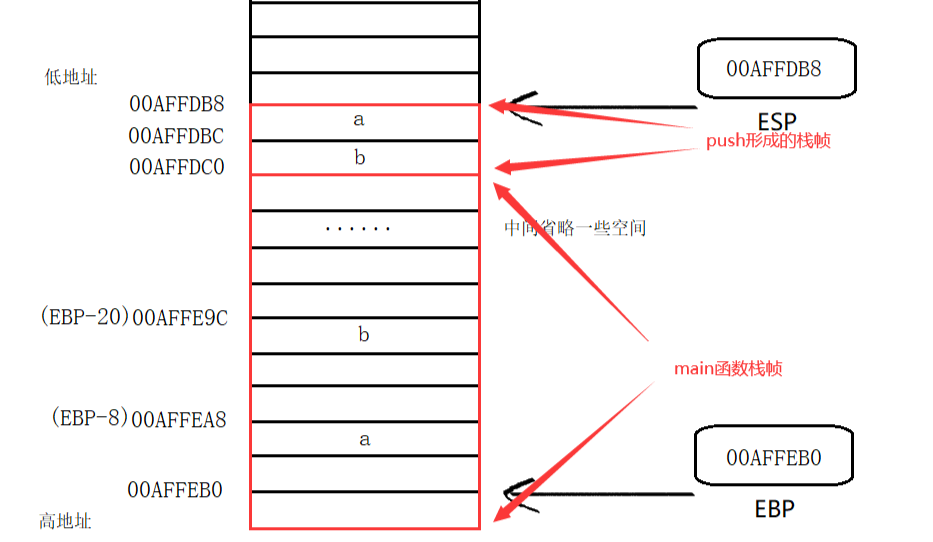 00AFFDB8
低地址
00AFFDB8
a
ESP
00AFFDBC
push形成的栈帧
b
00AFFDC0
······
中间省略一些空间
(EBP-20)00AFFE9C
b
main函数栈帧
(EBP-8)00AFFEA8
a
00AFFEB0
00AFFEB0
EBP
高地址